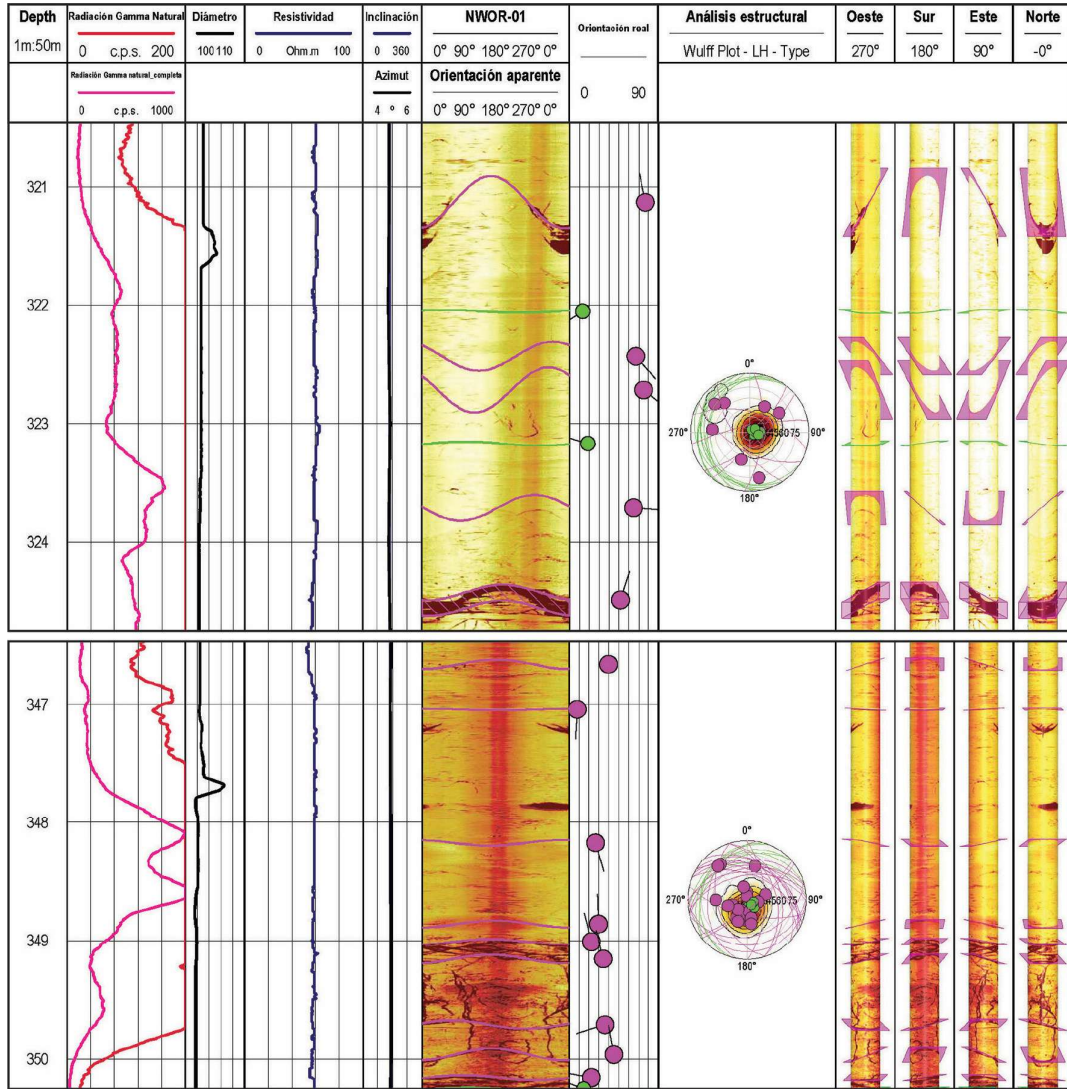 Depth
1m:50m
Radiación Gamma Natural
0 c.p.s. 200
Radiación Gamma natural_completa
0 c.p.s. 1000
Diámetro
100 110
Resistividad
0 Ohm.m 100
Inclinación
0 360
Azimut
4 º 6
NWOR-01
0° 90° 180° 270° 0°
Orientación aparente
0° 90° 180° 270° 0°
Orientación roal
0 90
Análisis estructural
Wulff Plot - LH - Type
Oeste
270°
Sur
180°
Este
90°
Norte
-0°
321
322
323
324
0°
270°
456075
90°
180°
347
348
349
350
0°
270°
456075
90°
180°